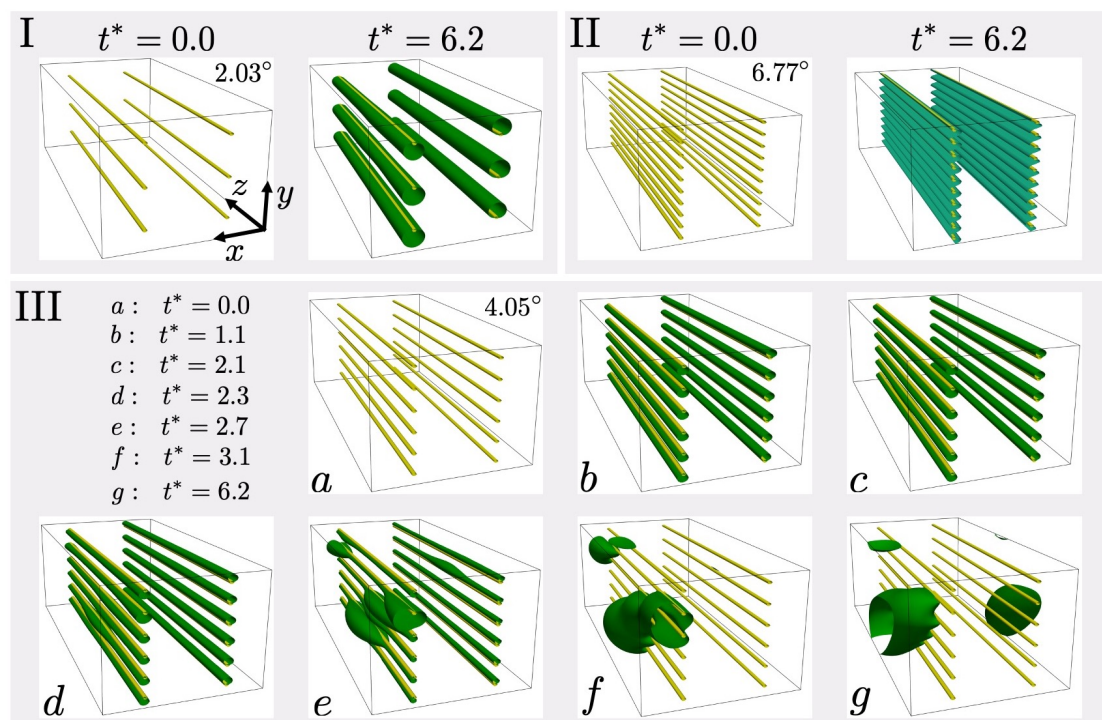 I
t* = 0.0
t* = 6.2
2.03°
z
y
x
II
t* = 0.0
t* = 6.2
6.77°
III
a : t* = 0.0
b : t* = 1.1
c : t* = 2.1
d : t* = 2.3
e : t* = 2.7
f : t* = 3.1
g : t* = 6.2
4.05°
a
b
c
d
e
f
g